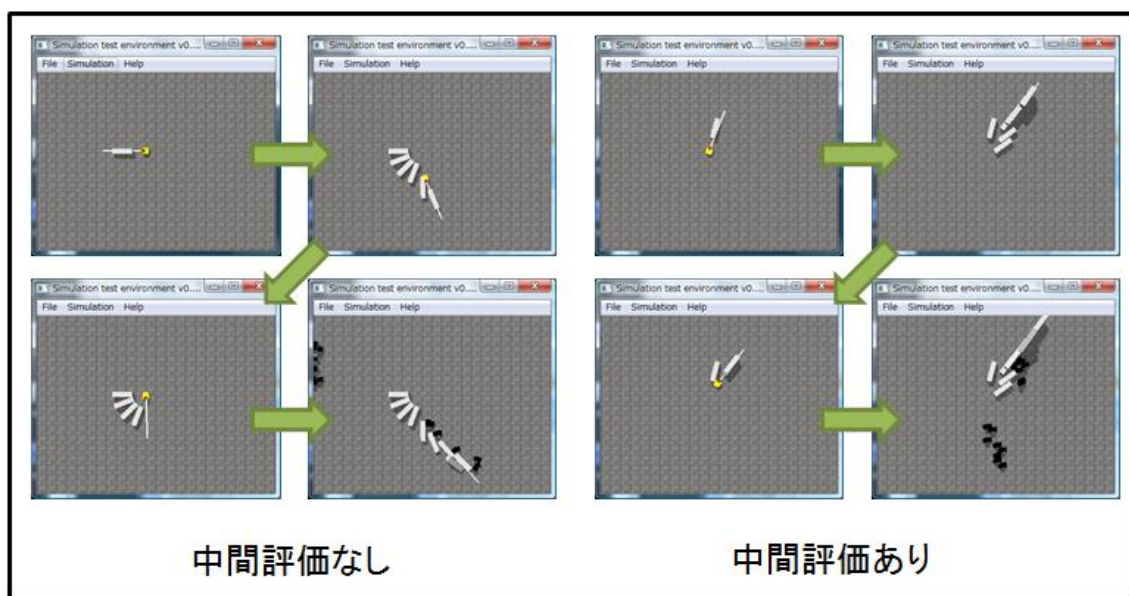 Simulation test environment v0....
File Simulation Help
Simulation test environment v0....
File Simulation Help
Simulation test environment v0....
File Simulation Help
Simulation test environment v0....
File Simulation Help
Simulation test environment v0....
File Simulation Help
Simulation test environment v0....
File Simulation Help
Simulation test environment v0....
File Simulation Help
Simulation test environment v0....
File Simulation Help
中間評価なし
中間評価あり